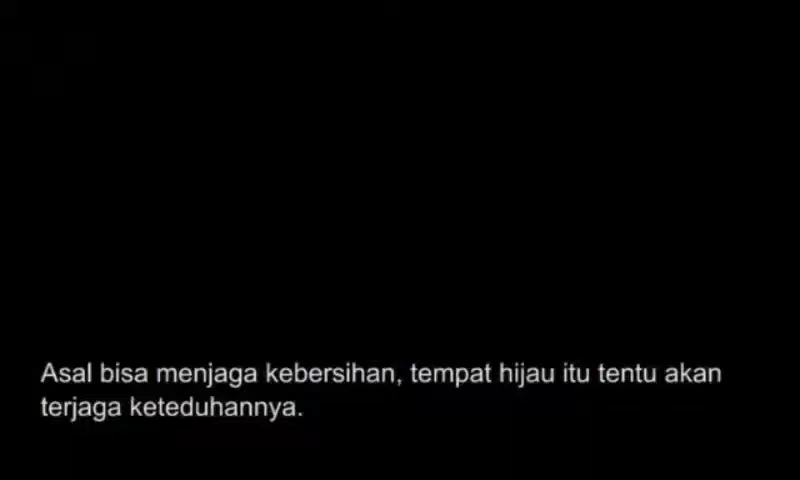 Asal bisa menjaga kebersihan, tempat hijau itu tentu akan
terjaga keteduhannya.